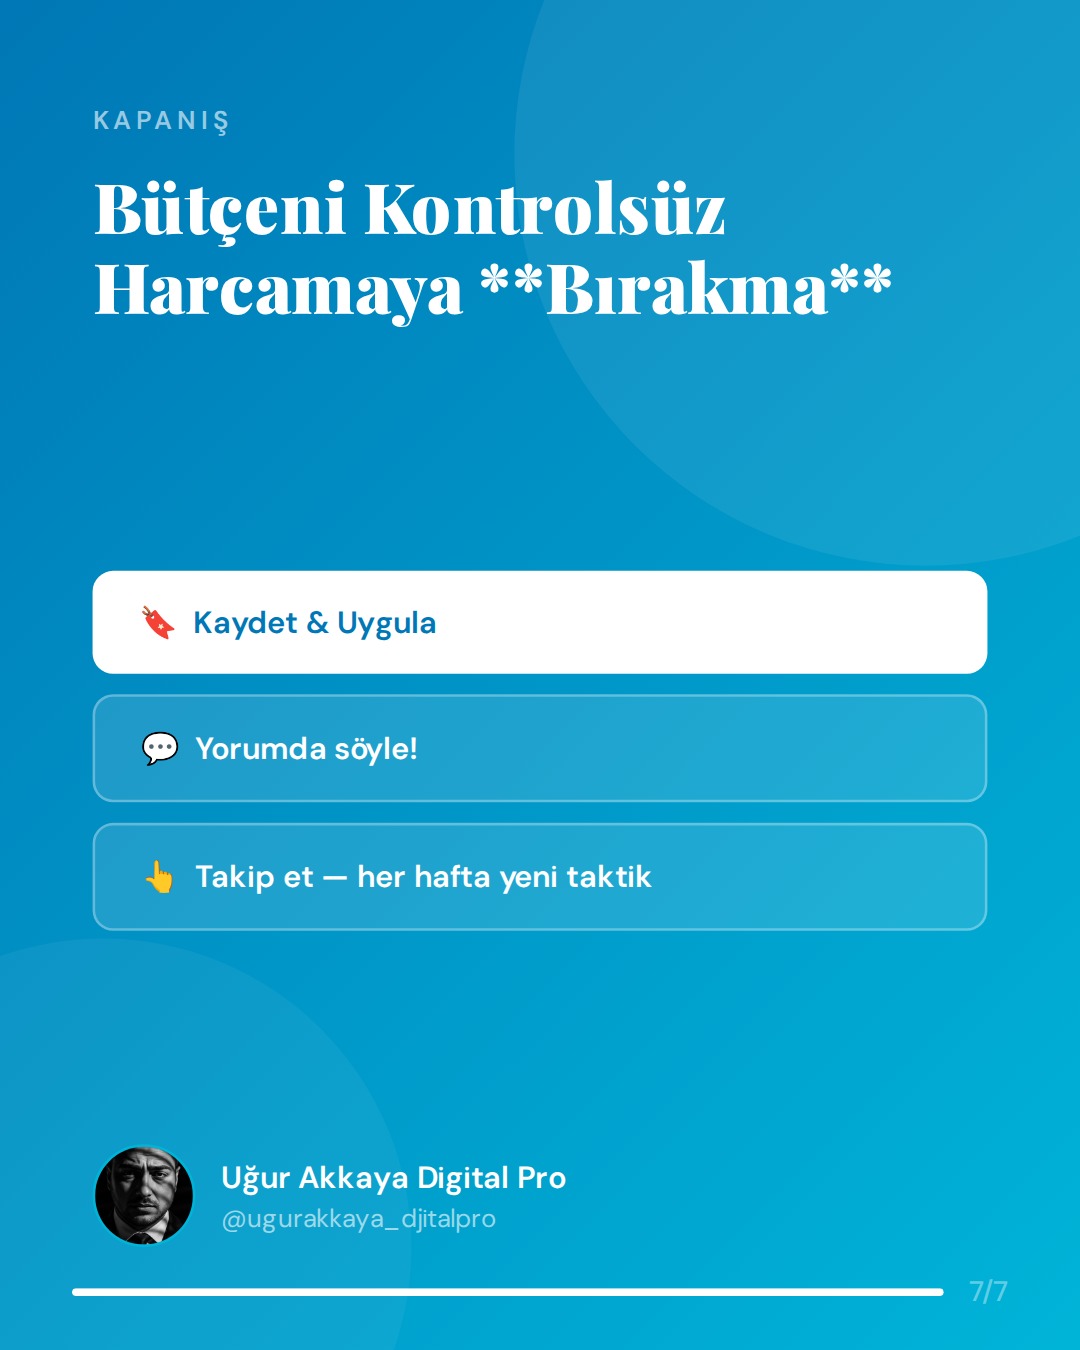 KAPANIŞ
Bütçeni Kontrolsüz
Harcamaya **Bırakma**
Kaydet & Uygula
Yorumda söyle!
Takip et — her hafta yeni taktik
Uğur Akkaya Digital Pro
@ugurakkaya_djitalpro
7/7